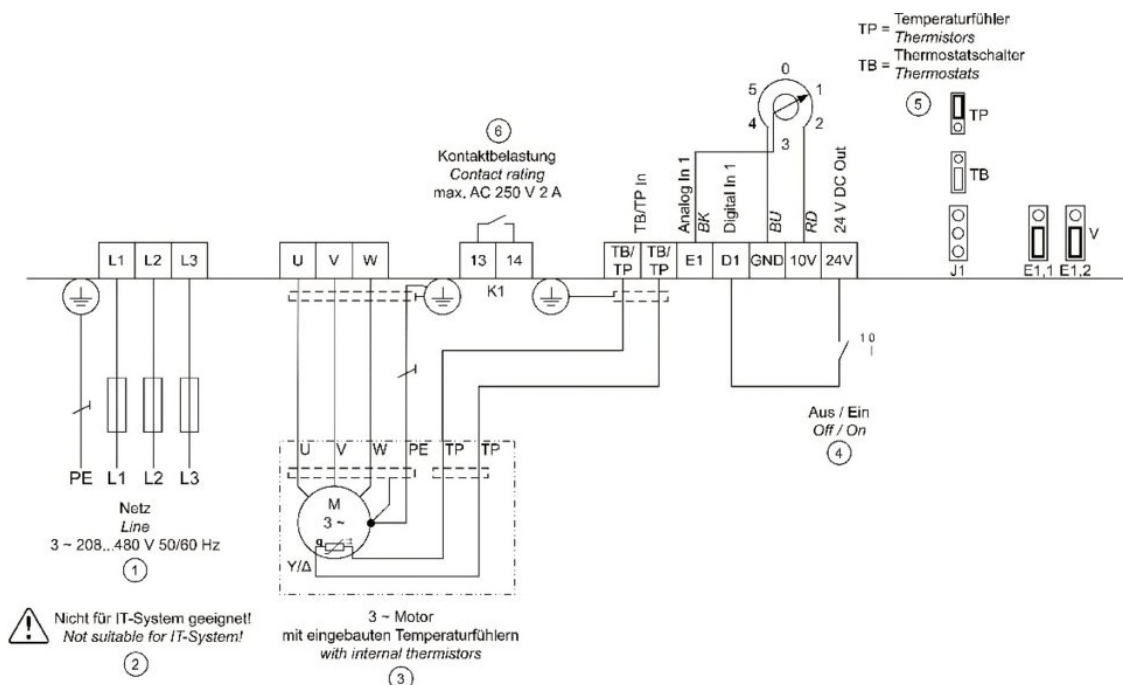 TP = Temperaturfühler
Thermistors
TB = Thermostatschalter
Thermostats
5
TP
TB
J1
E1,1 E1,2 V
0
5 1
4 2
3
6
Kontaktbelastung
Contact rating
max. AC 250 V 2 A
TB/TP In
Analog In 1
BK
Digital In 1
BU
RD
24 V DC Out
L1 L2 L3
U V W
13 14
K1
TB/TP TB/TP E1 D1 GND 10V 24V
1 0
I
Aus / Ein
Off / On
4
PE L1 L2 L3
Netz
Line
3 ~ 208...480 V 50/60 Hz
1
U V W PE TP TP
M
3 ~
Y/Δ
3 ~ Motor
mit eingebauten Temperaturfühlern
with internal thermistors
3
Nicht für IT-System geeignet!
Not suitable for IT-System!
2